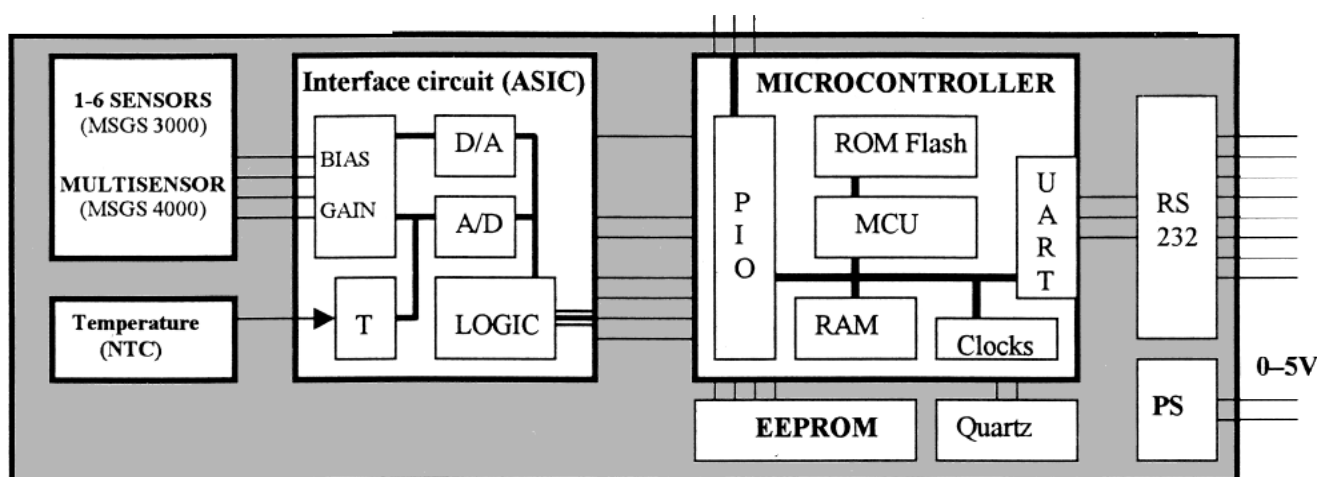 1-6 SENSORS
(MSGS 3000)
MULTISENSOR
(MSGS 4000)
Temperature
(NTC)
Interface circuit (ASIC)
BIAS
GAIN
D/A
A/D
T
LOGIC
MICROCONTROLLER
P
I
O
ROM Flash
MCU
RAM
Clocks
U
A
R
T
EEPROM
Quartz
RS
232
PS
0–5V